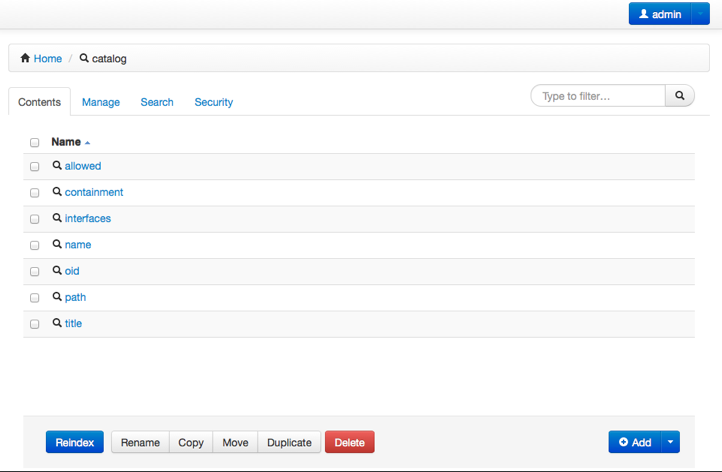 admin
Home / catalog
Contents Manage Search Security Type to filter...
Name
allowed
containment
interfaces
name
oid
path
title
Reindex Rename Copy Move Duplicate Delete Add